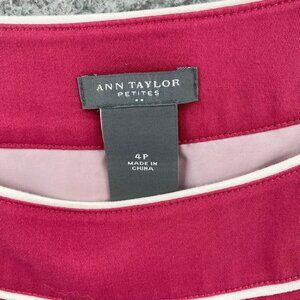 ANN TAYLOR
PETITES
4P
MADE IN
CHINA